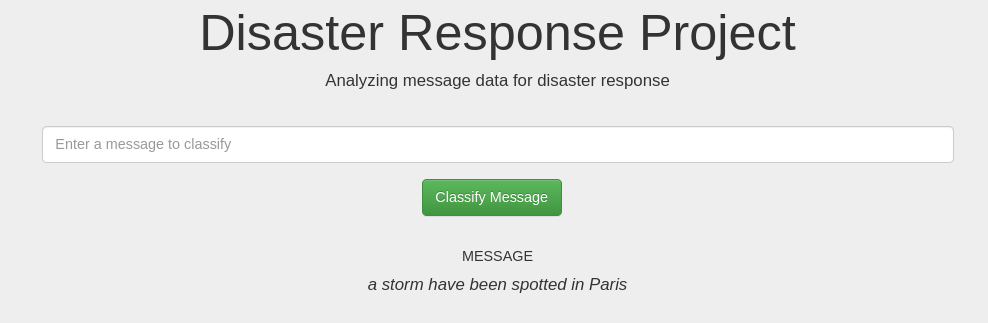 Disaster Response Project
Analyzing message data for disaster response
Enter a message to classify
Classify Message
MESSAGE
a storm have been spotted in Paris